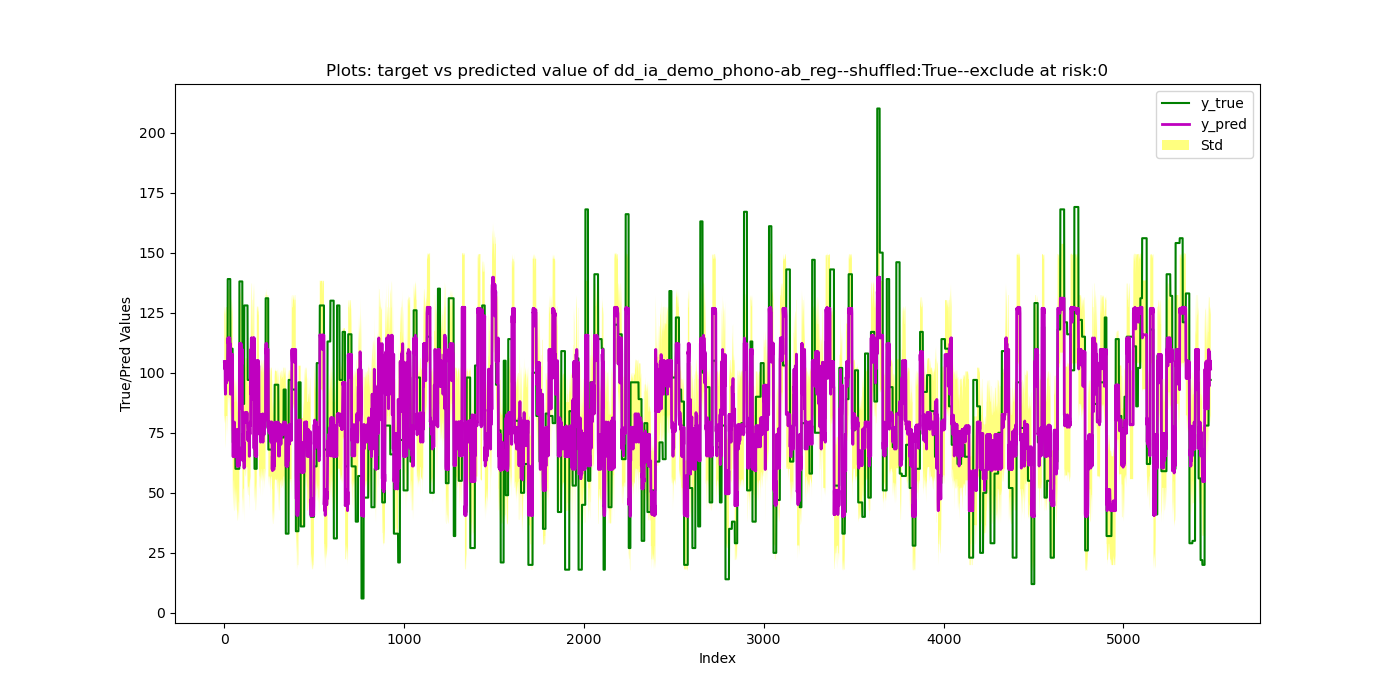 Plots: target vs predicted value of dd_ia_demo_phono-ab_reg--shuffled:True--exclude at risk:0
y_true
y_pred
Std
True/Pred Values
200
175
150
125
100
75
50
25
0
0 1000 2000 3000 4000 5000
Index